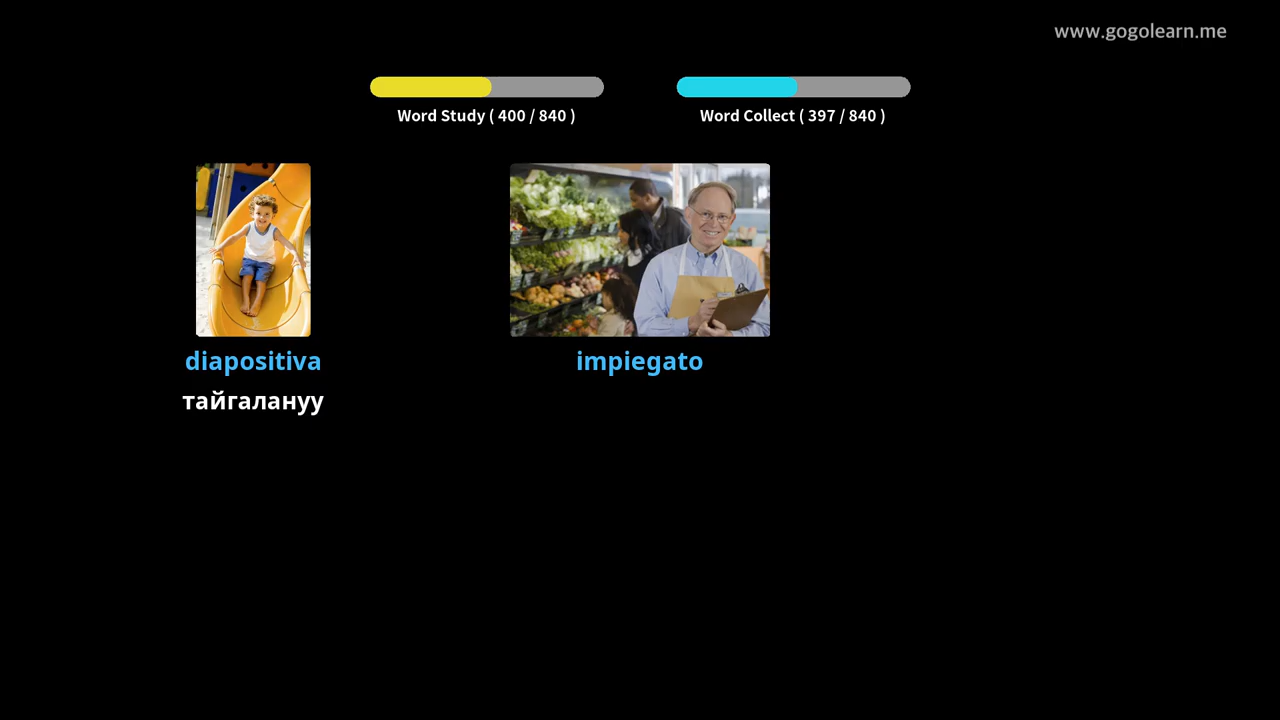 www.gogolearn.me
Word Study ( 400 / 840 )
Word Collect ( 397 / 840 )
diapositiva
impiegato
тайгалануу